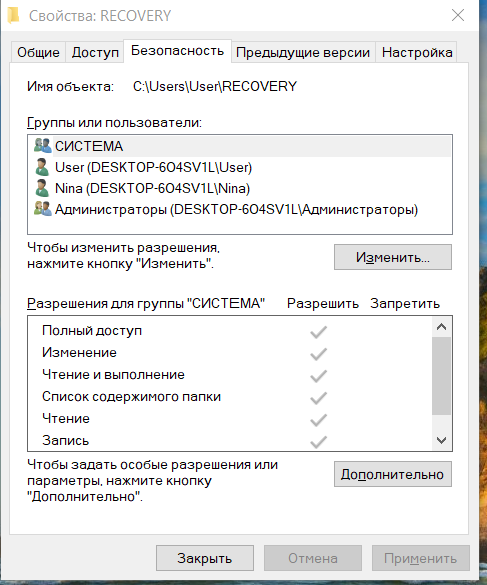 Свойства: RECOVERY
Общие Доступ Безопасность Предыдущие версии Настройка
Имя объекта: C:\Users\User\RECOVERY
Группы или пользователи:
СИСТЕМА
User (DESKTOP-6O4SV1L\User)
Nina (DESKTOP-6O4SV1L\Nina)
Администраторы (DESKTOP-6O4SV1L\Администраторы)
Чтобы изменить разрешения,
нажмите кнопку "Изменить".
Изменить...
Разрешения для группы "СИСТЕМА" Разрешить Запретить
Полный доступ
Изменение
Чтение и выполнение
Список содержимого папки
Чтение
Запись
Чтобы задать особые разрешения или
параметры, нажмите кнопку
"Дополнительно".
Дополнительно
Закрыть Отмена Применить